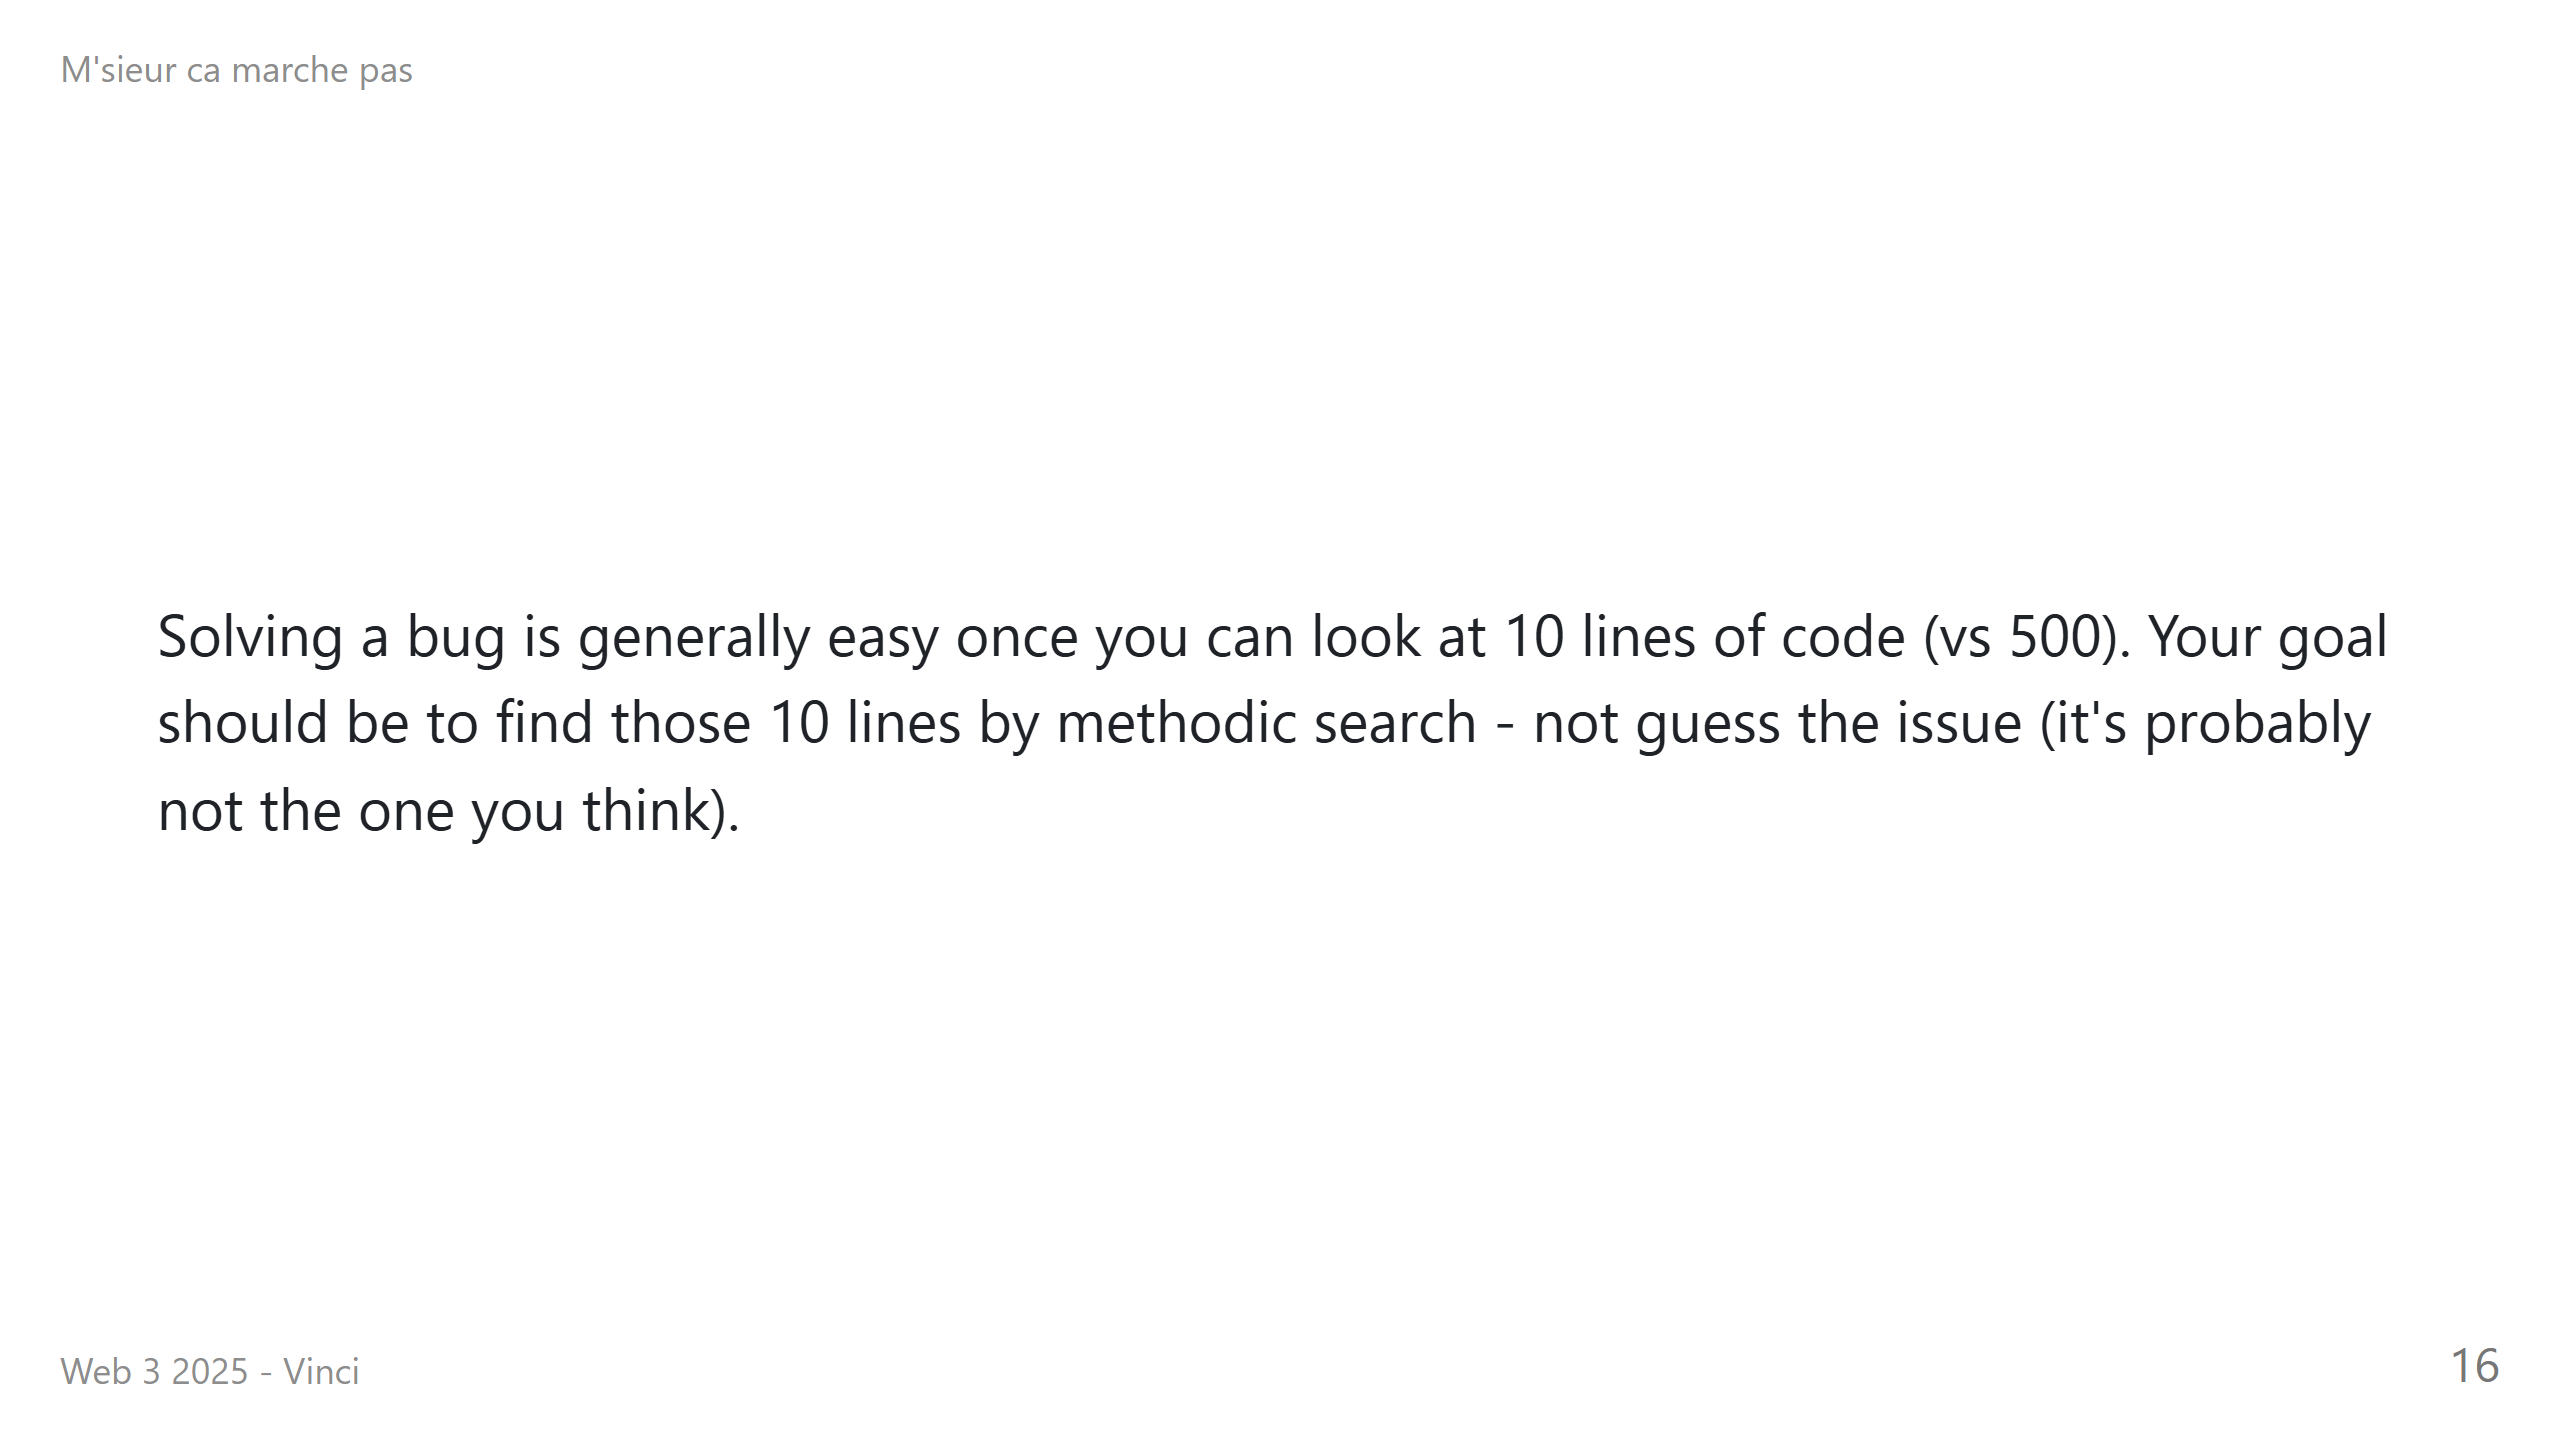 M'sieur ca marche pas
Solving a bug is generally easy once you can look at 10 lines of code (vs 500). Your goal
should be to find those 10 lines by methodic search - not guess the issue (it's probably
not the one you think).
Web 3 2025 - Vinci
16